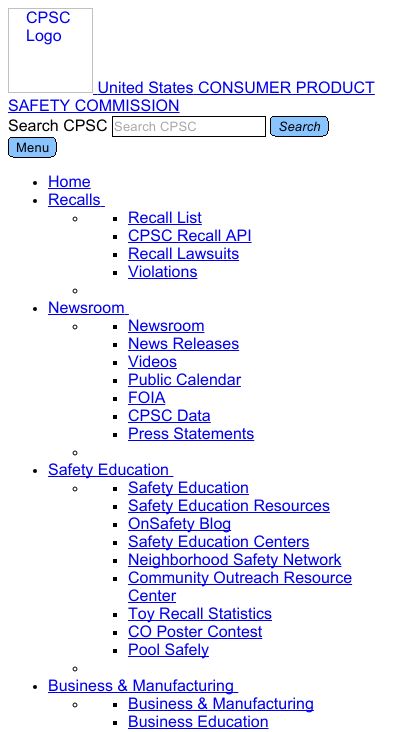 CPSC
Logo
United States CONSUMER PRODUCT
SAFETY COMMISSION
Search CPSC Search CPSC Search
Menu
Home
Recalls
Recall List
CPSC Recall API
Recall Lawsuits
Violations
Newsroom
Newsroom
News Releases
Videos
Public Calendar
FOIA
CPSC Data
Press Statements
Safety Education
Safety Education
Safety Education Resources
OnSafety Blog
Safety Education Centers
Neighborhood Safety Network
Community Outreach Resource
Center
Toy Recall Statistics
CO Poster Contest
Pool Safely
Business & Manufacturing
Business & Manufacturing
Business Education